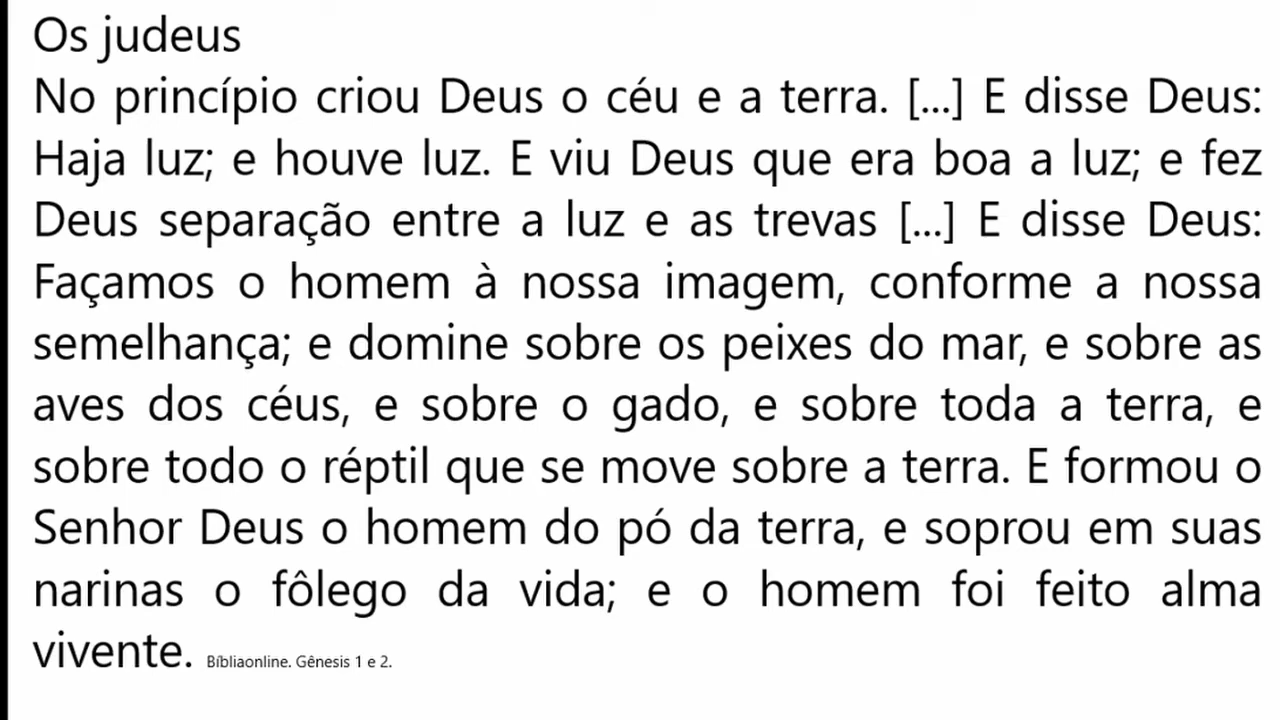 Os judeus
No princípio criou Deus o céu e a terra. [...] E disse Deus:
Haja luz; e houve luz. E viu Deus que era boa a luz; e fez
Deus separação entre a luz e as trevas [...] E disse Deus:
Façamos o homem à nossa imagem, conforme a nossa
semelhança; e domine sobre os peixes do mar, e sobre as
aves dos céus, e sobre o gado, e sobre toda a terra, e
sobre todo o réptil que se move sobre a terra. E formou o
Senhor Deus o homem do pó da terra, e soprou em suas
narinas o fôlego da vida; e o homem foi feito alma
vivente. Bíbliaonline. Gênesis 1 e 2.